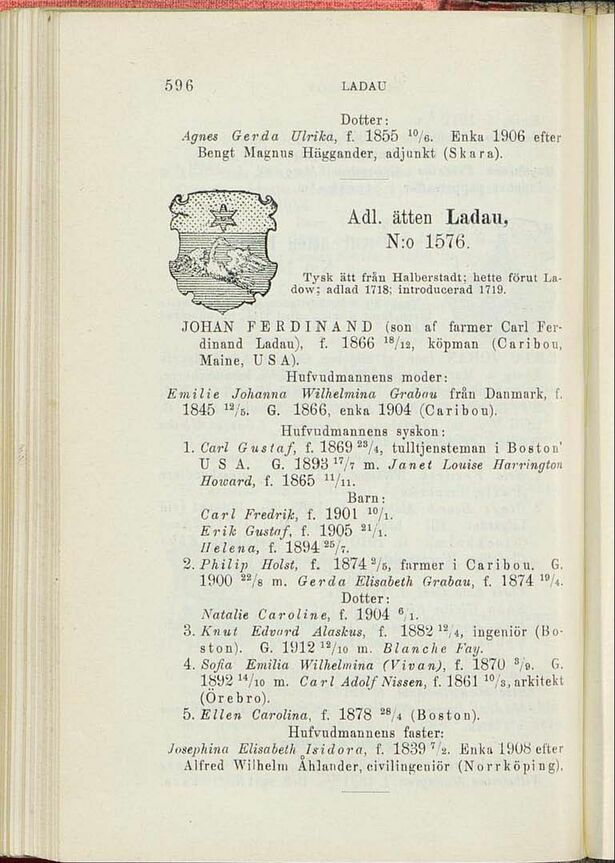 596 LADAU
Dotter:
Agnes Gerda Ulrika, f. 1855 10/6. Enka 1906 efter
Bengt Magnus Häggander, adjunkt (Skara).
Adl. ätten Ladau,
N:o 1576.
Tysk ätt från Halberstadt; hette förut La-
dow; adlad 1718; introducerad 1719.
JOHAN FERDINAND (son af farmer Carl Fer-
dinand Ladau), f. 1866 18/12, köpman (Caribou,
Maine, U S A).
Hufvudmannens moder:
Emilie Johanna Wilhelmina Grabau från Danmark, f.
1845 12/5. G. 1866, enka 1904 (Caribou).
Hufvudmannens syskon:
1. Carl Gustaf, f. 1869 23/4, tulltjensteman i Boston'
U S A. G. 1893 17/7 m. Janet Louise Harrington
Howard, f. 1865 11/11.
Barn:
Carl Fredrik, f. 1901 10/1.
Erik Gustaf, f. 1905 21/1.
Helena, f. 1894 25/7.
2. Philip Holst, f. 1874 2/5, farmer i Caribou. G.
1900 22/8 m. Gerda Elisabeth Grabau, f. 1874 19/4.
Dotter:
Natalie Caroline, f. 1904 6/1.
3. Knut Edvard Alaskus, f. 1882 12/4, ingeniör (Bo-
ston). G. 1912 12/10 m. Blanche Fay.
4. Sofia Emilia Wilhelmina (Vivan), f. 1870 3/9. G.
1892 14/10 m. Carl Adolf Nissen, f. 1861 10/3, arkitekt
(Örebro).
5. Ellen Carolina, f. 1878 28/4 (Boston).
Hufvudmannens faster:
Josephina Elisabeth Isidora, f. 1839 7/2. Enka 1908 efter
Alfred Wilhelm Åhlander, civilingeniör (Norrköping).